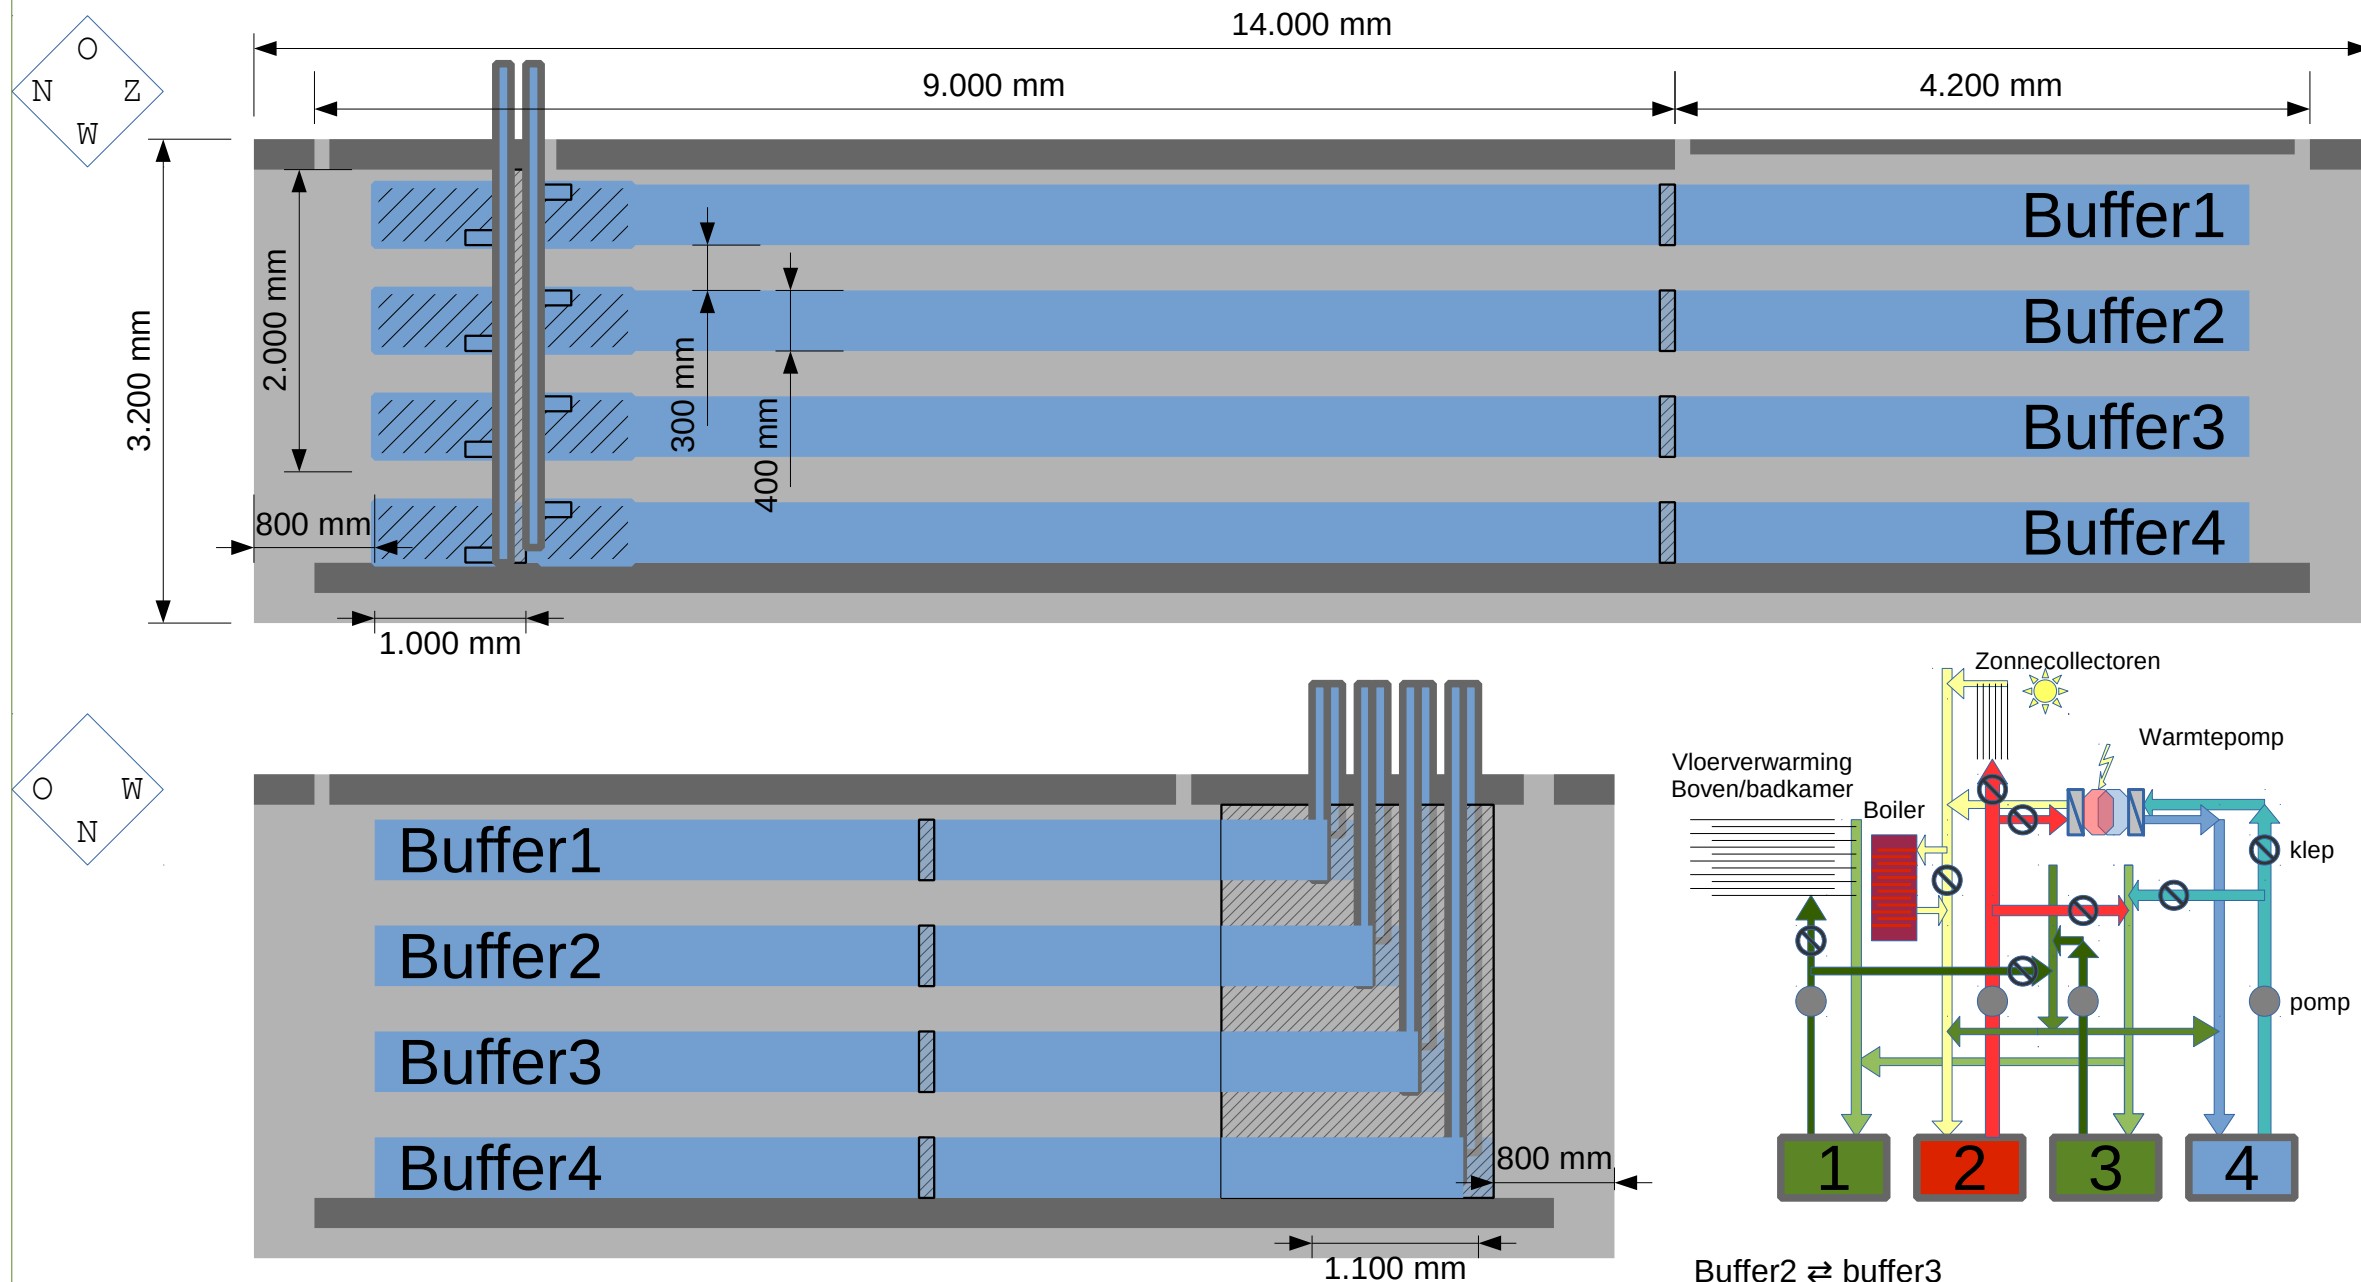 14.000 mm
O
N Z
W
9.000 mm
4.200 mm
3.200 mm
2.000 mm
Buffer1
Buffer2
300 mm
400 mm
Buffer3
800 mm
Buffer4
1.000 mm
O W
N
Buffer1
Buffer2
Buffer3
Buffer4
800 mm
1.100 mm
Zonnecollectoren
Warmtepomp
Vloerverwarming
Boven/badkamer
Boiler
klep
pomp
1 2 3 4
Buffer2 ⇄ buffer3